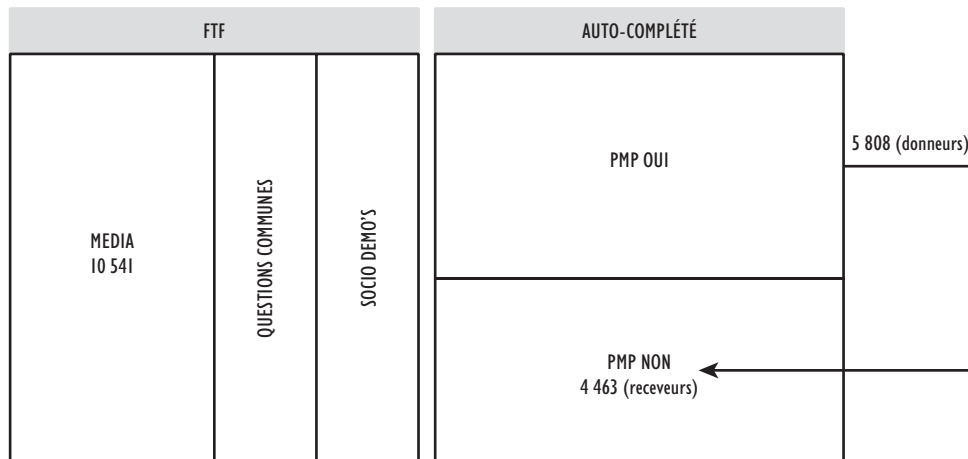 FTF
AUTO-COMPLÉTÉ
MEDIA
10 541
QUESTIONS COMMUNES
SOCIO DEMO'S
PMP OUI
5 808 (donneurs)
PMP NON
4 463 (receveurs)